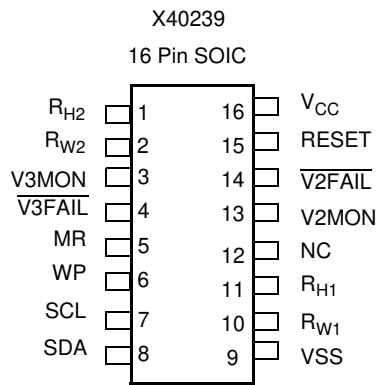 X40239
16 Pin SOIC
RH2 1 16 VCC
RW2 2 15 RESET
V3MON 3 14 V2FAIL
V3FAIL 4 13 V2MON
MR 5 12 NC
WP 6 11 RH1
SCL 7 10 RW1
SDA 8 9 VSS